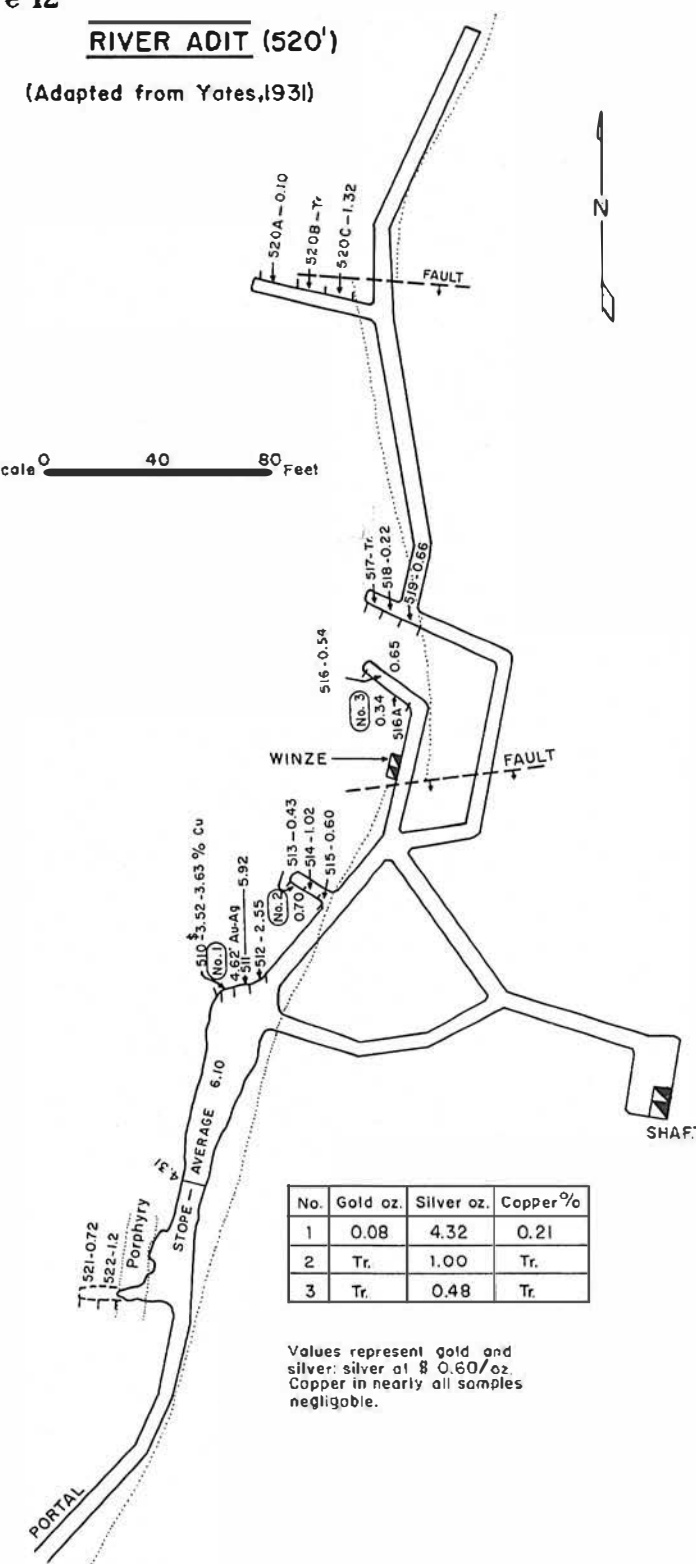 RIVER ADIT (520')
(Adapted from Yates,1931)
N
520A-0.10
520B-Tr
520C-1.32
FAULT
0 40 80 Feet
517-Tr.
518-0.22
519-0.66
516-0.54
0.65
No. 3
0.34
516A
WINZE
FAULT
513-0.43
514-1.02
515-0.60
No. 2
0.70
510 $3.52-3.63 % Cu
No. 1
4.62 Au-Ag
511 5.92
512-2.55
STOPE - AVERAGE 6.10
4.31
SHAFT
Porphyry
521-0.72
522-1.2
PORTAL
No. Gold oz. Silver oz. Copper %
1 0.08 4.32 0.21
2 Tr. 1.00 Tr.
3 Tr. 0.48 Tr.
Values represent gold and
silver: silver at $ 0.60/oz.
Copper in nearly all samples
negligable.